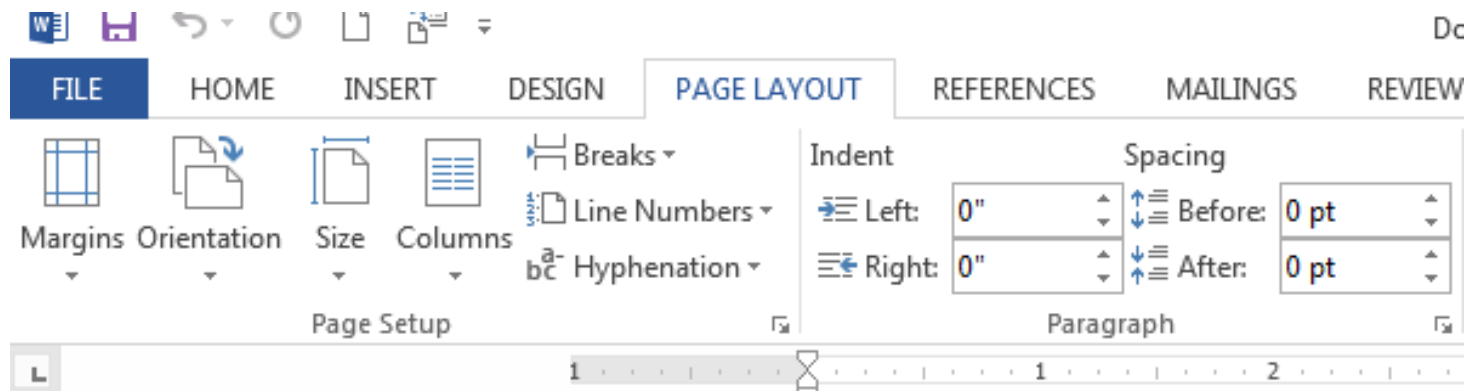 Do
FILE HOME INSERT DESIGN PAGE LAYOUT REFERENCES MAILINGS REVIEW
Breaks Indent Spacing
Line Numbers Left: 0" Before: 0 pt
Margins Orientation Size Columns
Hyphenation Right: 0" After: 0 pt
Page Setup Paragraph
L 1 1 2